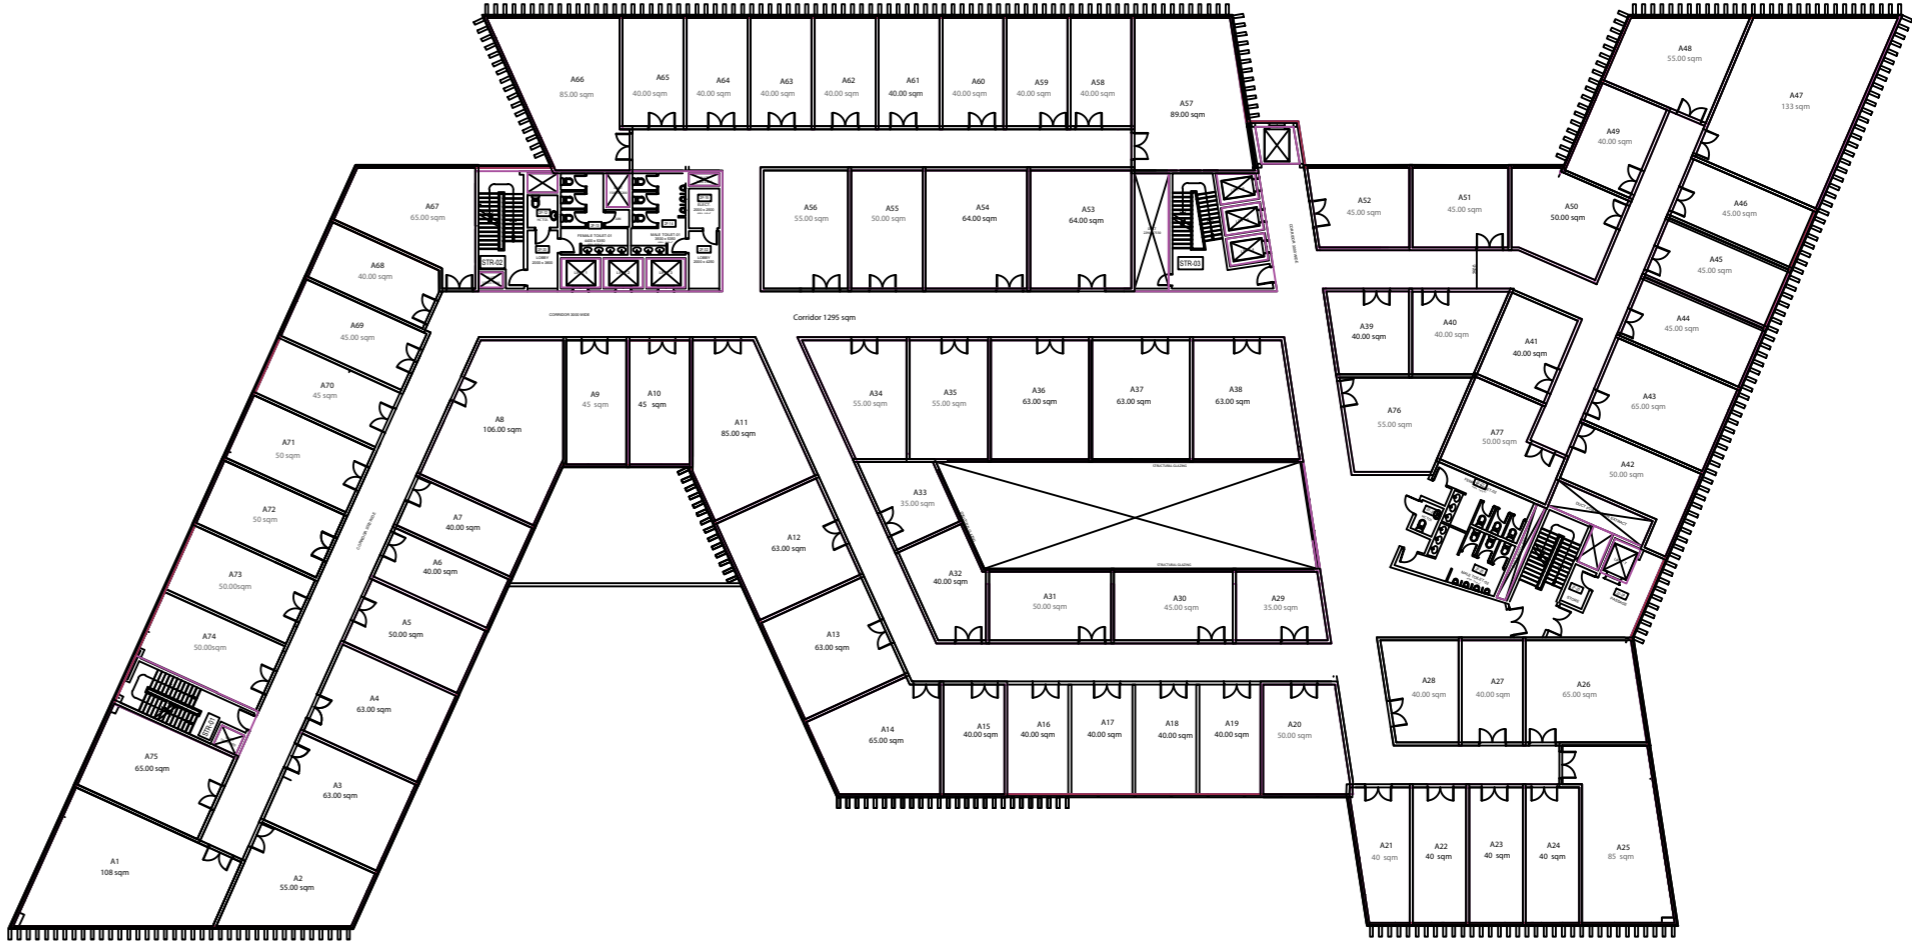 A66
85.00 sqm
A65
40.00 sqm
A64
40.00 sqm
A63
40.00 sqm
A62
40.00 sqm
A61
40.00 sqm
A60
40.00 sqm
A59
40.00 sqm
A58
40.00 sqm
A57
89.00 sqm
A48
55.00 sqm
A47
133 sqm
A49
40.00 sqm
A67
65.00 sqm
A56
55.00 sqm
A55
50.00 sqm
A54
64.00 sqm
A53
64.00 sqm
A52
45.00 sqm
A51
45.00 sqm
A50
50.00 sqm
A46
45.00 sqm
STR-02
FEMALE TOILET-01
MALE TOILET-01
LOBBY
LOBBY
STR-03
A68
40.00 sqm
A45
45.00 sqm
A69
45.00 sqm
Corridor 1295 sqm
A39
40.00 sqm
A40
40.00 sqm
A41
40.00 sqm
A44
45.00 sqm
A70
45 sqm
A8
106.00 sqm
A9
45 sqm
A10
45 sqm
A11
85.00 sqm
A34
55.00 sqm
A35
55.00 sqm
A36
63.00 sqm
A37
63.00 sqm
A38
63.00 sqm
A76
55.00 sqm
A77
50.00 sqm
A43
65.00 sqm
A71
50 sqm
STRUCTURAL GLAZING
A42
50.00 sqm
A72
50 sqm
A7
40.00 sqm
A12
63.00 sqm
A33
35.00 sqm
A6
40.00 sqm
A32
40.00 sqm
STRUCTURAL GLAZING
A73
50.00sqm
A5
50.00 sqm
A13
63.00 sqm
A31
50.00 sqm
A30
45.00 sqm
A29
35.00 sqm
STORE
A74
50.00sqm
A4
63.00 sqm
A28
40.00 sqm
A27
40.00 sqm
A26
65.00 sqm
STR-01
A14
65.00 sqm
A15
40.00 sqm
A16
40.00 sqm
A17
40.00 sqm
A18
40.00 sqm
A19
40.00 sqm
A20
50.00 sqm
A75
65.00 sqm
A3
63.00 sqm
A21
40 sqm
A22
40 sqm
A23
40 sqm
A24
40 sqm
A25
85 sqm
A1
108 sqm
A2
55.00 sqm